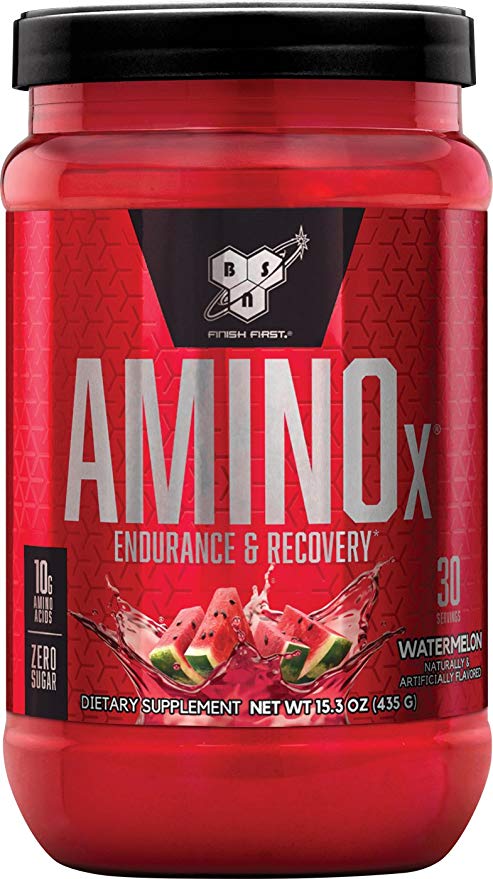 BSN
FINISH FIRST.®
AMINOx®
ENDURANCE & RECOVERY*
10G
AMINO
ACIDS
ZERO
SUGAR
30
SERVINGS
WATERMELON
NATURALLY &
ARTIFICIALLY FLAVORED
DIETARY SUPPLEMENT NET WT 15.3 OZ (435 G)